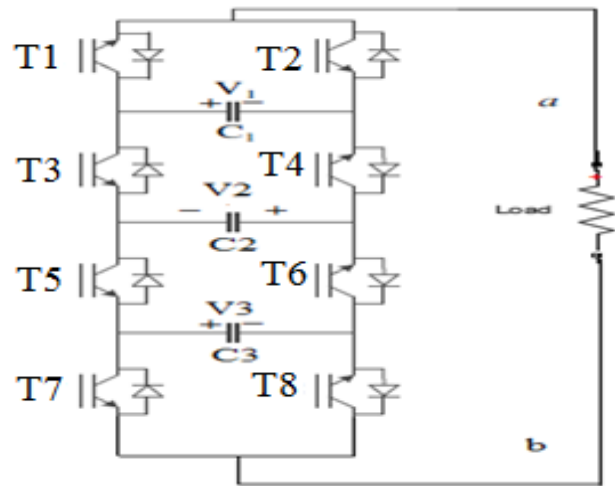 T1
T2
+ V1 −
C1
a
T3
T4
V2
− +
C2
Load
T5
T6
V3
+ −
C3
T7
T8
b